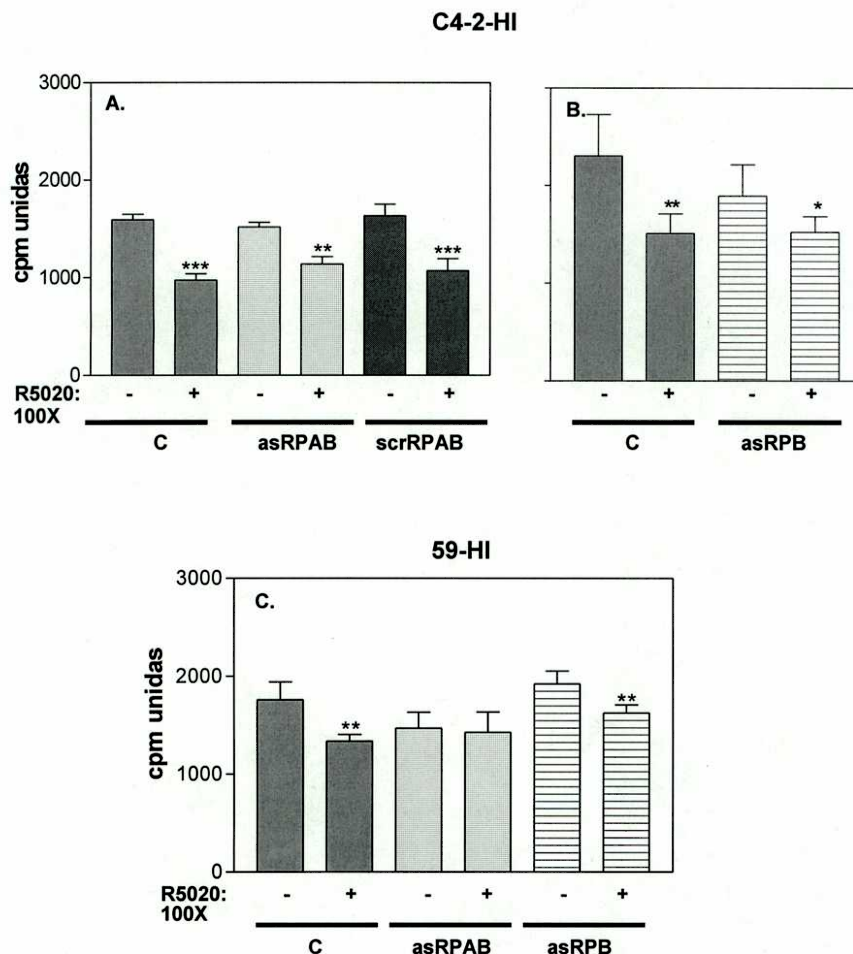 C4-2-HI
3000
2000
1000
0
cpm unidas
A.
***
**
***
R5020:
100X
- + - + - +
C asRPAB scrRPAB
B.
**
*
- + - +
C asRPB
59-HI
3000
2000
1000
0
cpm unidas
C.
**
**
R5020:
100X
- + - + - +
C asRPAB asRPB